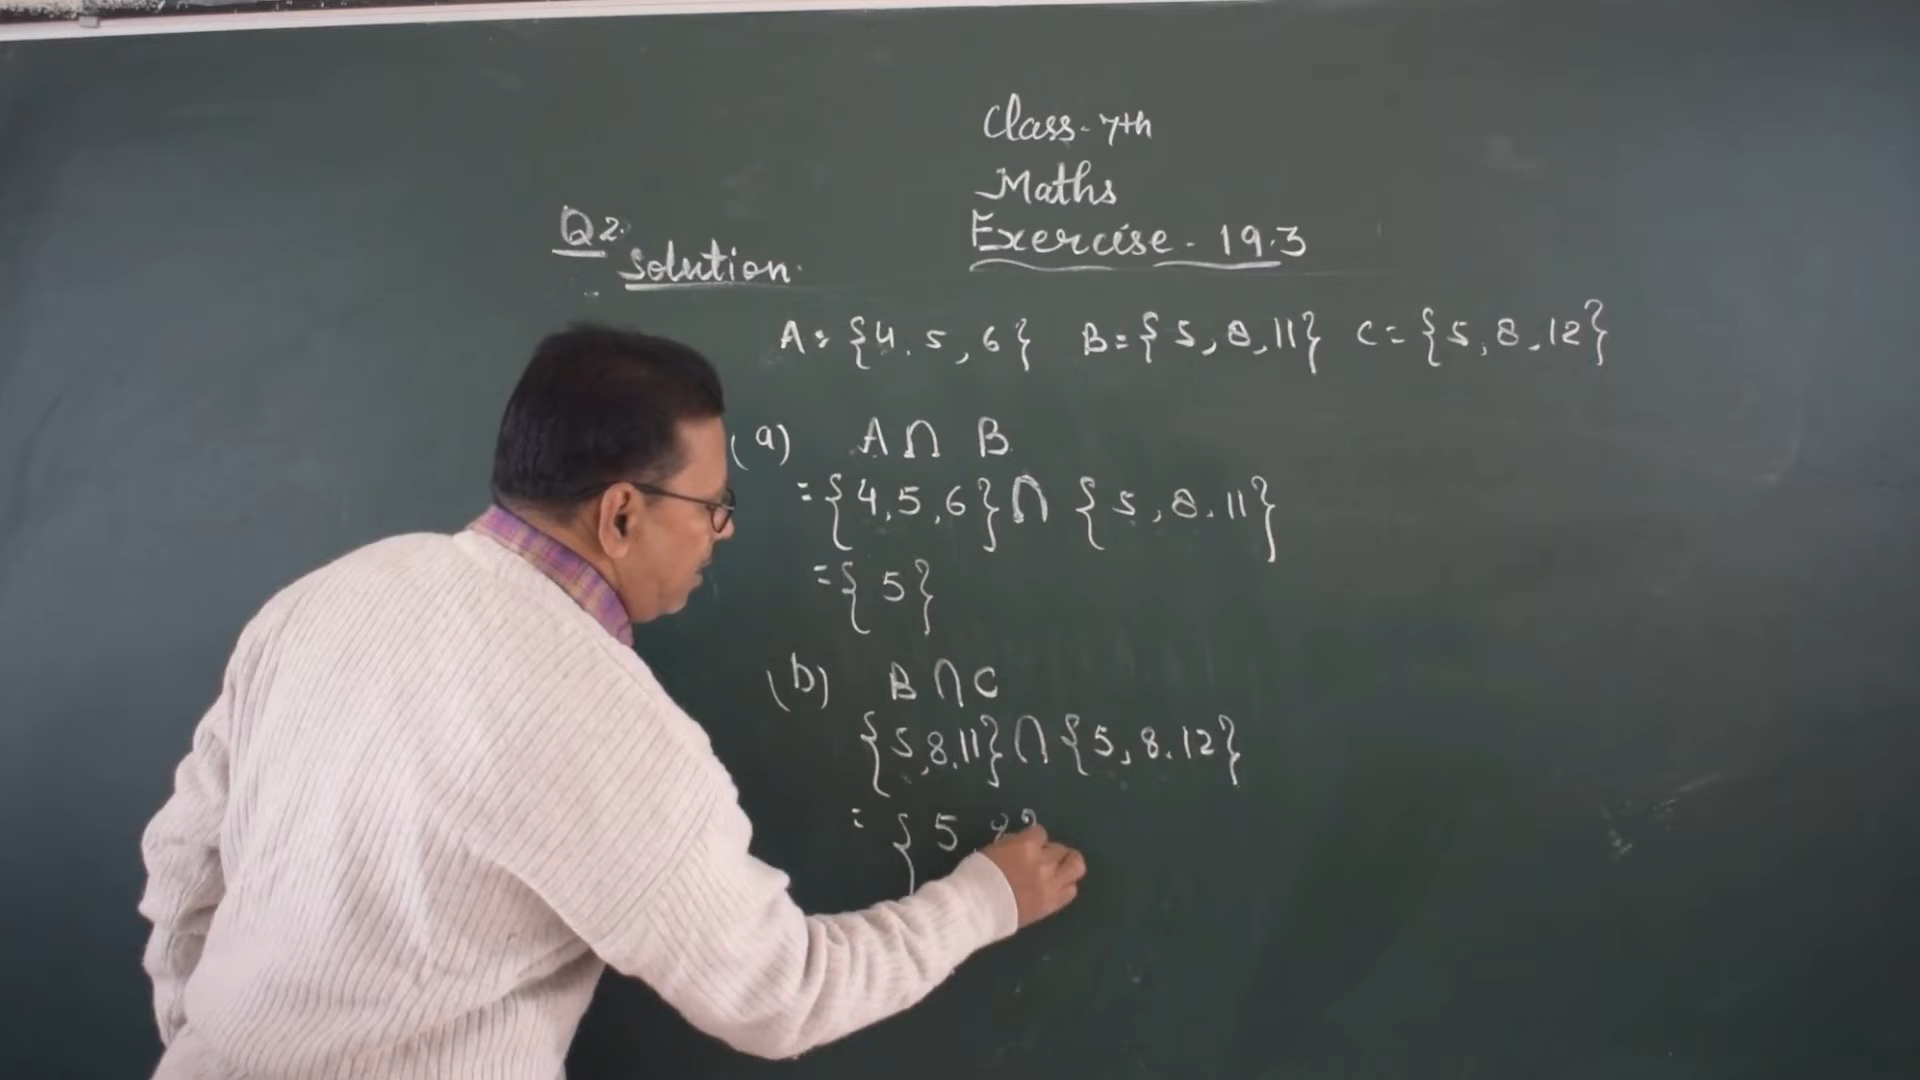 Class-7th
Maths
Exercise-19.3
Q2.
Solution.
A = {4, 5, 6} B = {5, 8, 11} C = {5, 8, 12}
(a) A ∩ B
= {4, 5, 6} ∩ {5, 8, 11}
= {5}
(b) B ∩ C
{5, 8, 11} ∩ {5, 8, 12}
= {5, 8}